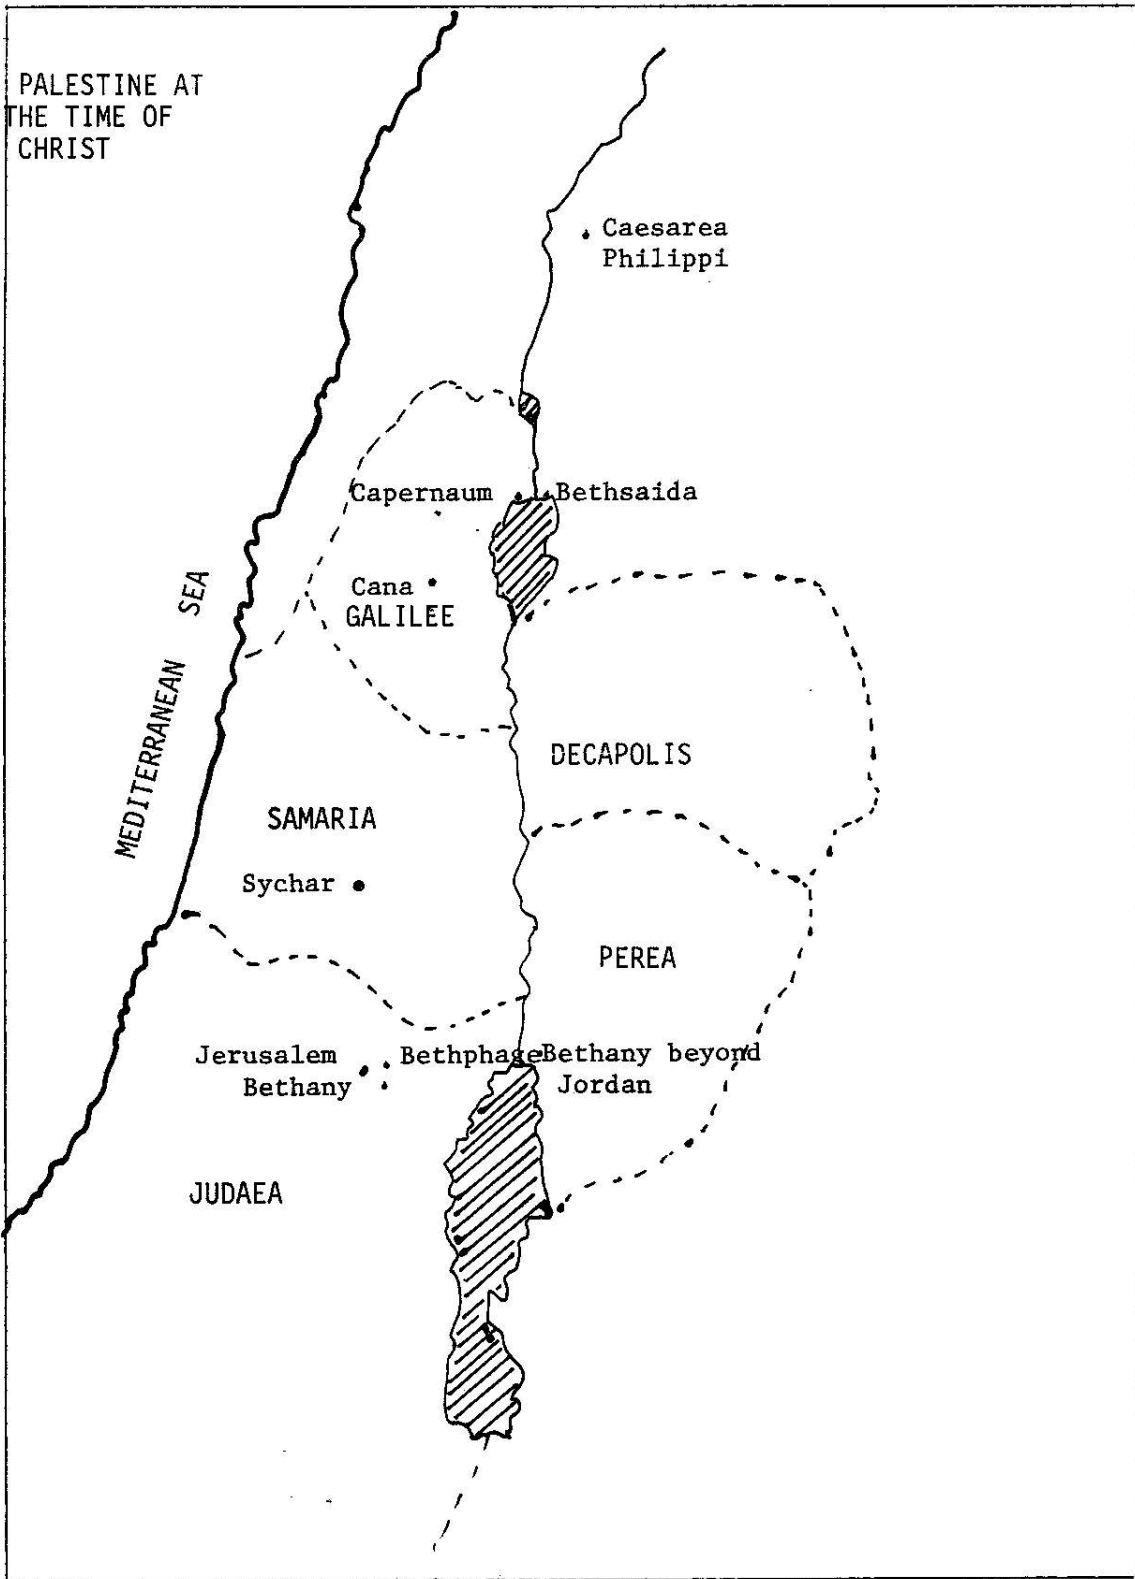 PALESTINE AT
THE TIME OF
CHRIST
Caesarea
Philippi
Capernaum
Bethsaida
MEDITERRANEAN SEA
Cana
GALILEE
DECAPOLIS
SAMARIA
Sychar
PEREA
Jerusalem
Bethphage
Bethany beyond
Bethany
Jordan
JUDAEA